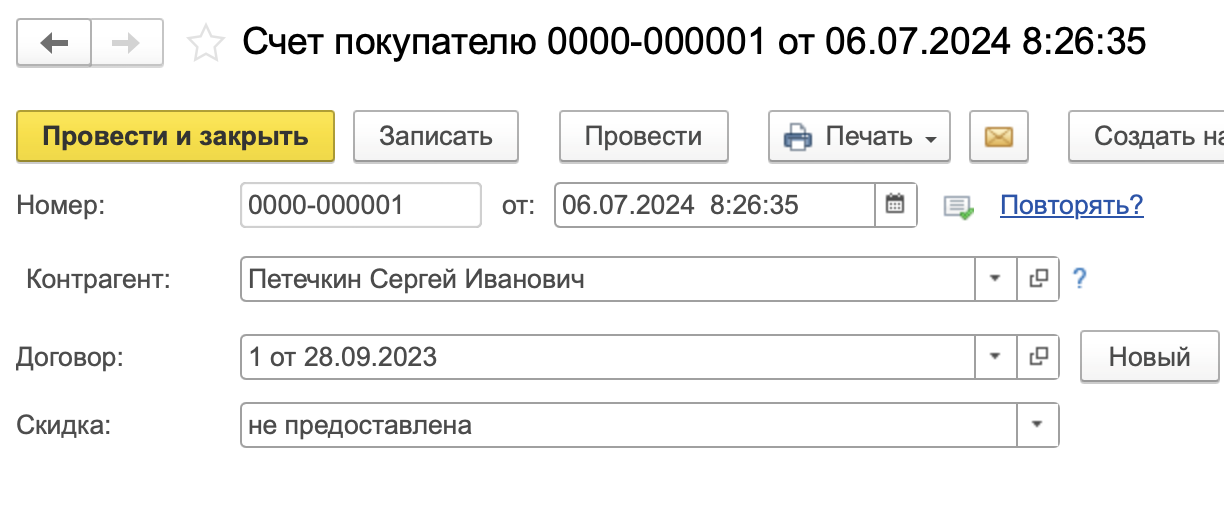 Счет покупателю 0000-000001 от 06.07.2024 8:26:35
Провести и закрыть Записать Провести Печать Создать на
Номер: 0000-000001 от: 06.07.2024 8:26:35 Повторять?
Контрагент: Петечкин Сергей Иванович ?
Договор: 1 от 28.09.2023 Новый
Скидка: не предоставлена